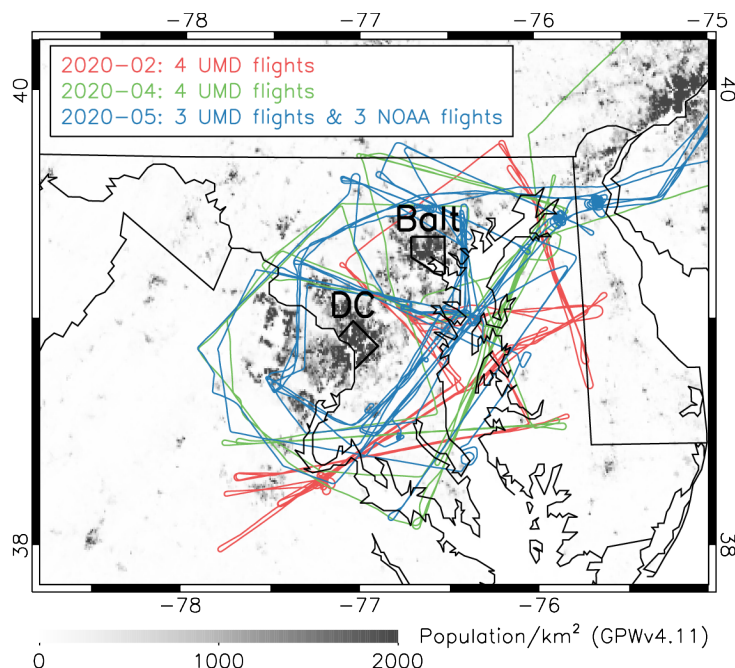 -78 -77 -76 -75
2020-02: 4 UMD flights
2020-04: 4 UMD flights
2020-05: 3 UMD flights & 3 NOAA flights
40 40
Balt
DC
38 38
-78 -77 -76
Population/km² (GPWv4.11)
0 1000 2000